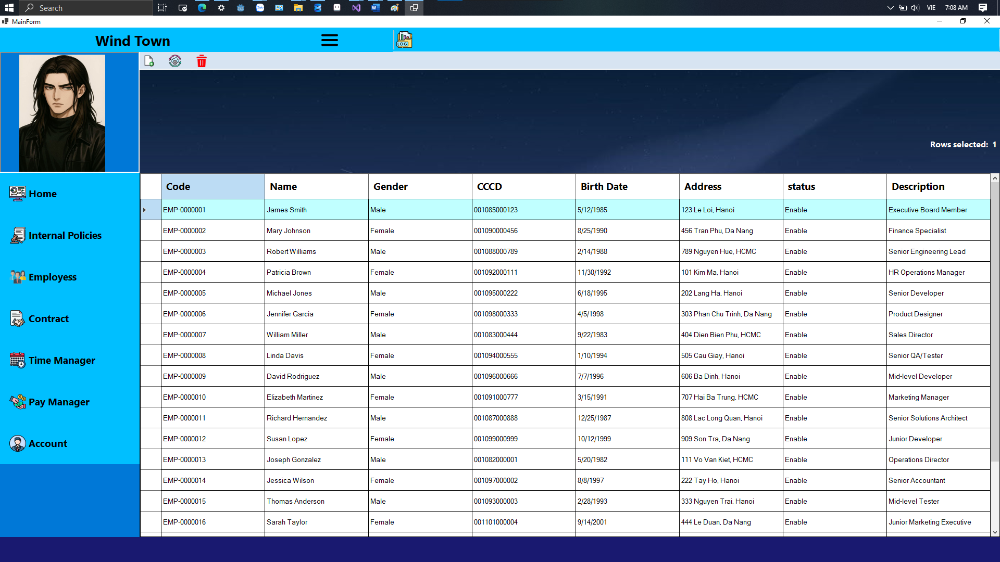 Search
VIE
7:08 AM
MainForm
Wind Town
LOG
Rows selected: 1
Home
Internal Policies
Employess
Contract
Time Manager
Pay Manager
Account
Code Name Gender CCCD Birth Date Address status Description
EMP-0000001 James Smith Male 001085000123 5/12/1985 123 Le Loi, Hanoi Enable Executive Board Member
EMP-0000002 Mary Johnson Female 001090000456 8/25/1990 456 Tran Phu, Da Nang Enable Finance Specialist
EMP-0000003 Robert Williams Male 001088000789 2/14/1988 789 Nguyen Hue, HCMC Enable Senior Engineering Lead
EMP-0000004 Patricia Brown Female 001092000111 11/30/1992 101 Kim Ma, Hanoi Enable HR Operations Manager
EMP-0000005 Michael Jones Male 001095000222 6/18/1995 202 Lang Ha, Hanoi Enable Senior Developer
EMP-0000006 Jennifer Garcia Female 001098000333 4/5/1998 303 Phan Chu Trinh, Da Nang Enable Product Designer
EMP-0000007 William Miller Male 001083000444 9/22/1983 404 Dien Bien Phu, HCMC Enable Sales Director
EMP-0000008 Linda Davis Female 001094000555 1/10/1994 505 Cau Giay, Hanoi Enable Senior QA/Tester
EMP-0000009 David Rodriguez Male 001096000666 7/7/1996 606 Ba Dinh, Hanoi Enable Mid-level Developer
EMP-0000010 Elizabeth Martinez Female 001091000777 3/15/1991 707 Hai Ba Trung, HCMC Enable Marketing Manager
EMP-0000011 Richard Hernandez Male 001087000888 12/25/1987 808 Lac Long Quan, Hanoi Enable Senior Solutions Architect
EMP-0000012 Susan Lopez Female 001099000999 10/12/1999 909 Son Tra, Da Nang Enable Junior Developer
EMP-0000013 Joseph Gonzalez Male 001082000001 5/20/1982 111 Vo Van Kiet, HCMC Enable Operations Director
EMP-0000014 Jessica Wilson Female 001097000002 8/8/1997 222 Tay Ho, Hanoi Enable Senior Accountant
EMP-0000015 Thomas Anderson Male 001093000003 2/28/1993 333 Nguyen Trai, Hanoi Enable Mid-level Tester
EMP-0000016 Sarah Taylor Female 001101000004 9/14/2001 444 Le Duan, Da Nang Enable Junior Marketing Executive